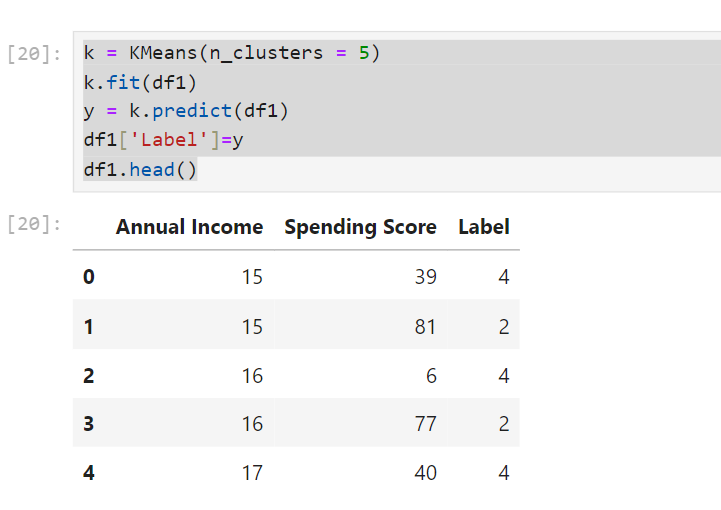 [20]: k = KMeans(n_clusters = 5)
k.fit(df1)
y = k.predict(df1)
df1['Label']=y
df1.head()
[20]:
Annual Income Spending Score Label
0 15 39 4
1 15 81 2
2 16 6 4
3 16 77 2
4 17 40 4